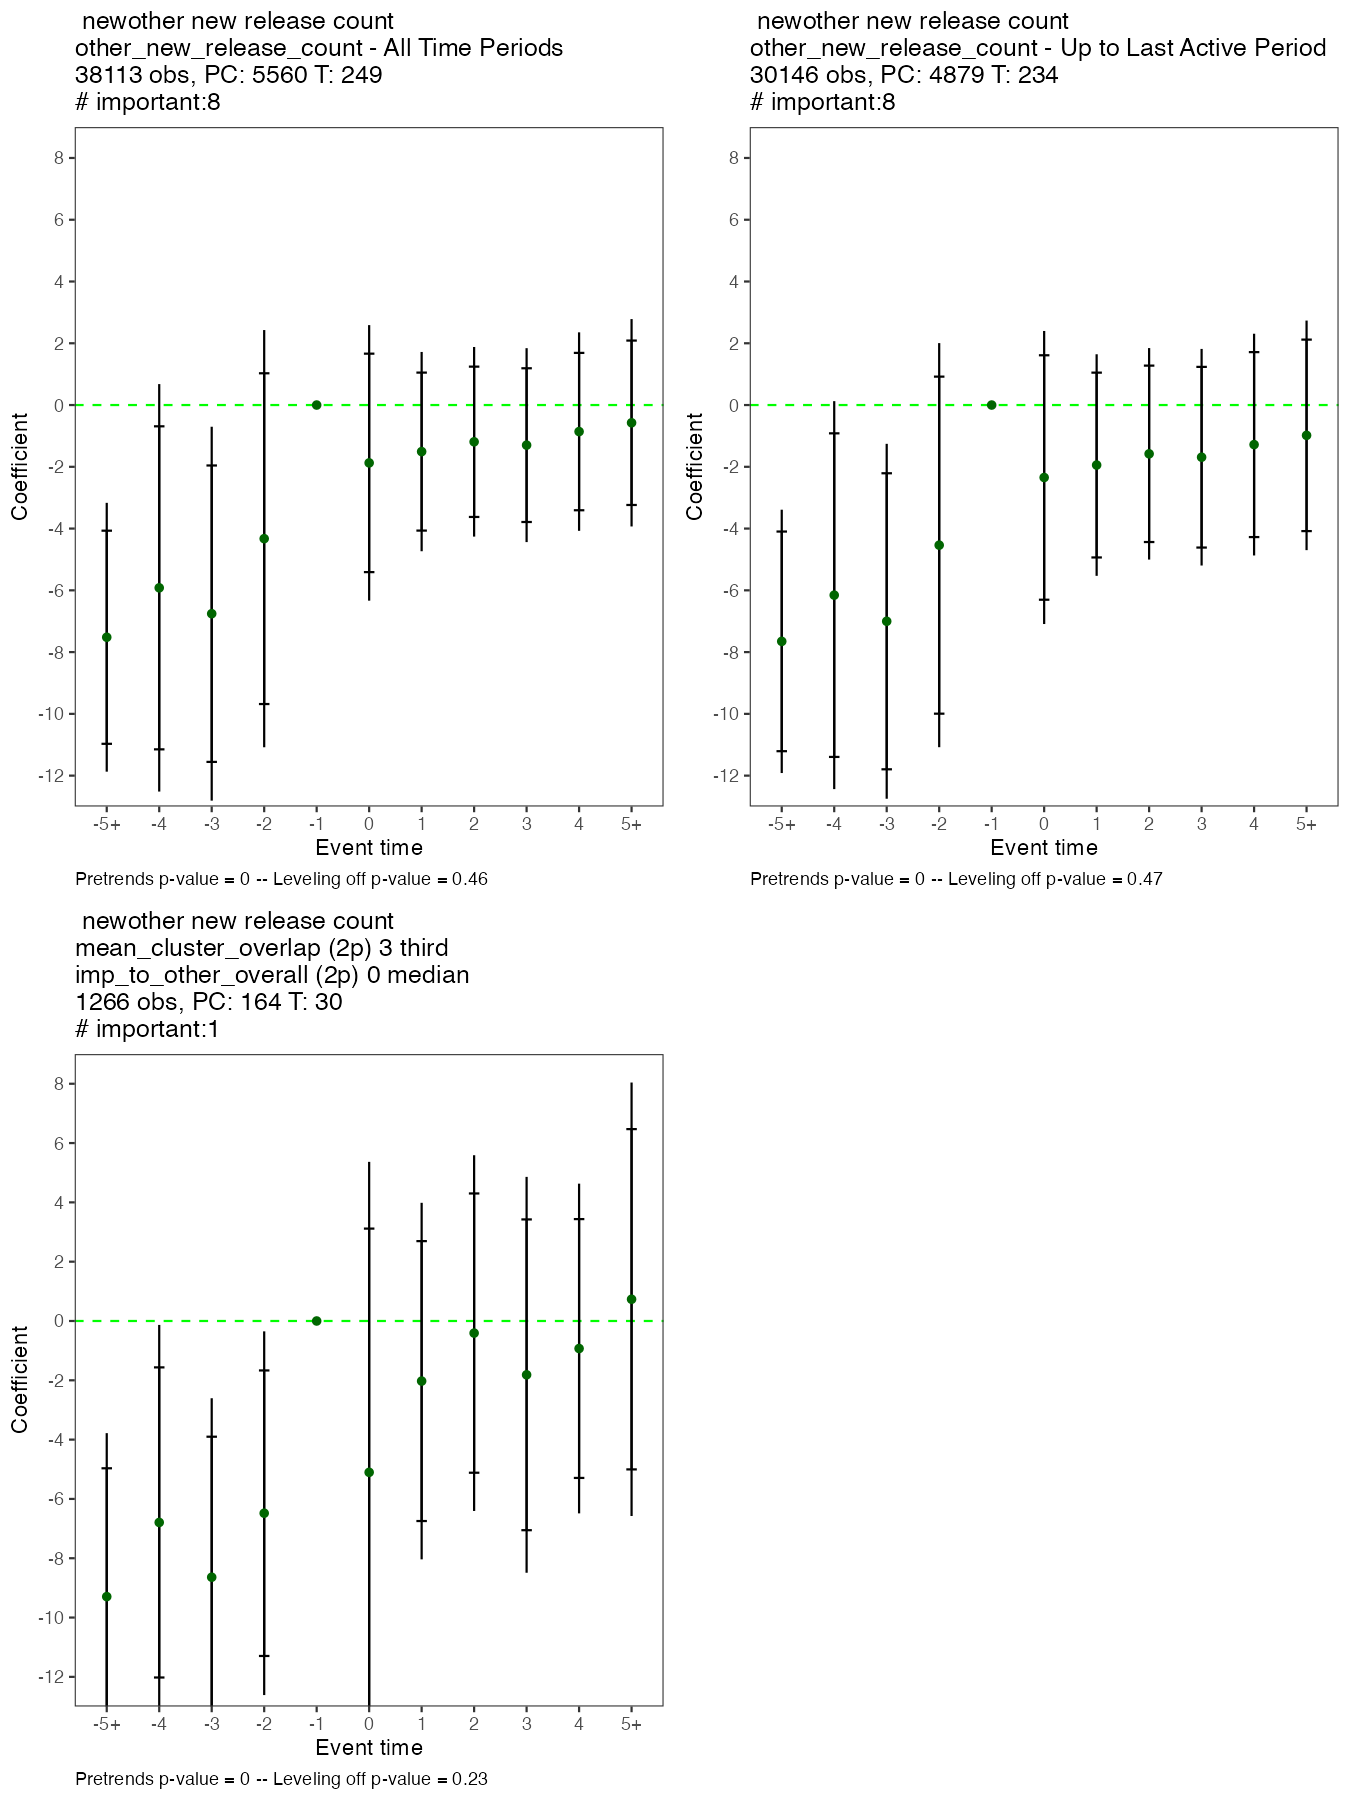 newother new release count
other_new_release_count - All Time Periods
38113 obs, PC: 5560 T: 249
# important:8
8
6
4
2
0
-2
-4
-6
-8
-10
-12
Coefficient
-5+ -4 -3 -2 -1 0 1 2 3 4 5+
Event time
Pretrends p-value = 0 -- Leveling off p-value = 0.46
newother new release count
other_new_release_count - Up to Last Active Period
30146 obs, PC: 4879 T: 234
# important:8
8
6
4
2
0
-2
-4
-6
-8
-10
-12
Coefficient
-5+ -4 -3 -2 -1 0 1 2 3 4 5+
Event time
Pretrends p-value = 0 -- Leveling off p-value = 0.47
newother new release count
mean_cluster_overlap (2p) 3 third
imp_to_other_overall (2p) 0 median
1266 obs, PC: 164 T: 30
# important:1
8
6
4
2
0
-2
-4
-6
-8
-10
-12
Coefficient
-5+ -4 -3 -2 -1 0 1 2 3 4 5+
Event time
Pretrends p-value = 0 -- Leveling off p-value = 0.23